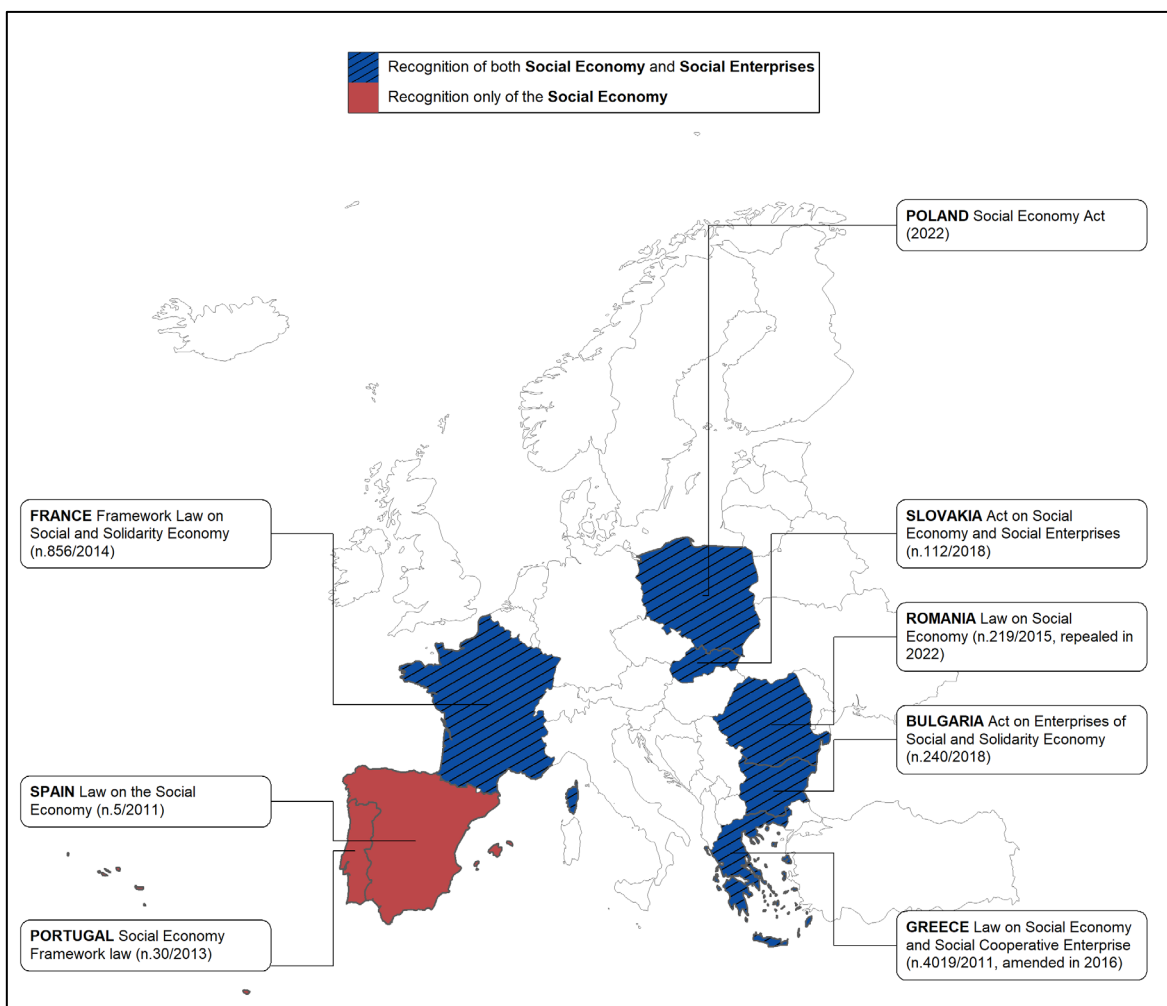 Recognition of both Social Economy and Social Enterprises
Recognition only of the Social Economy
POLAND Social Economy Act
(2022)
FRANCE Framework Law on
Social and Solidarity Economy
(n.856/2014)
SLOVAKIA Act on Social
Economy and Social Enterprises
(n.112/2018)
ROMANIA Law on Social
Economy (n.219/2015, repealed in
2022)
BULGARIA Act on Enterprises of
Social and Solidarity Economy
(n.240/2018)
SPAIN Law on the Social
Economy (n.5/2011)
PORTUGAL Social Economy
Framework law (n.30/2013)
GREECE Law on Social Economy
and Social Cooperative Enterprise
(n.4019/2011, amended in 2016)